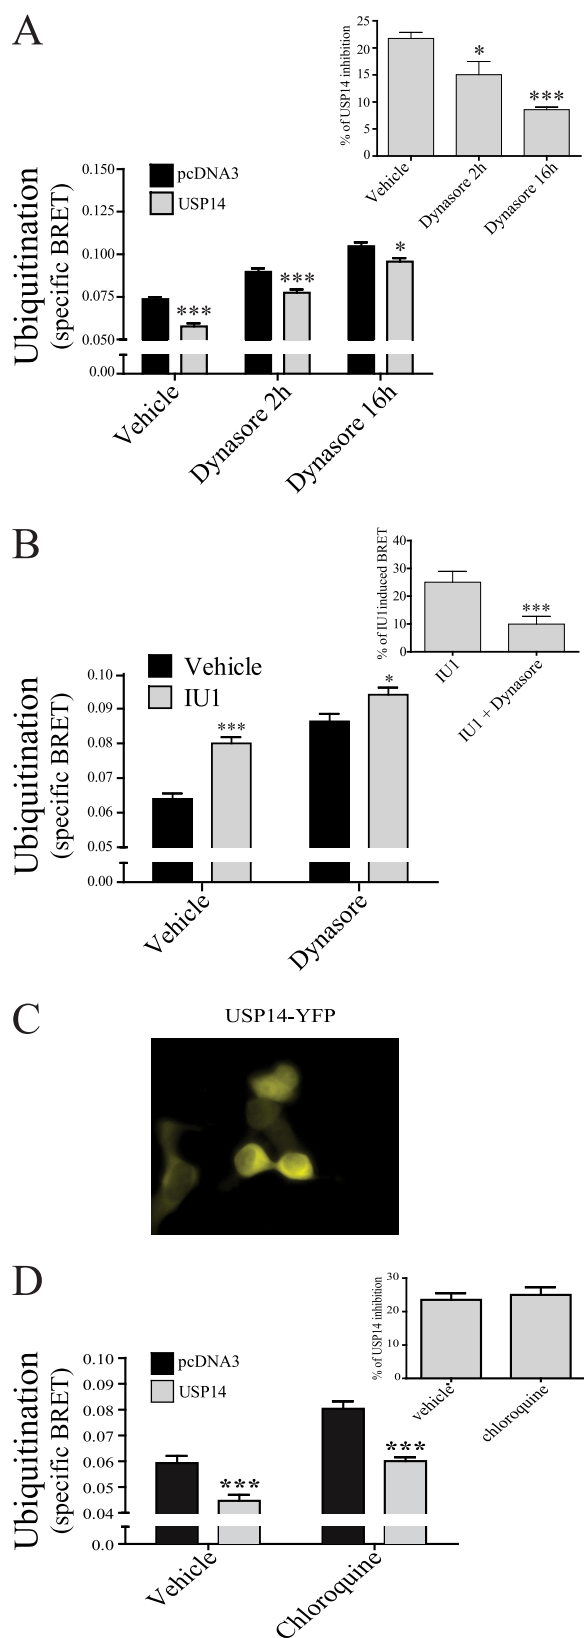 A
% of USP14 inhibition
25
20
15
10
5
0
*
***
Vehicle
Dynasore 2h
Dynasore 16h
Ubiquitination
(specific BRET)
0.150
0.125
0.100
0.075
0.050
0.00
pcDNA3
USP14
***
***
*
Vehicle
Dynasore 2h
Dynasore 16h
B
% of IU1induced BRET
40
30
20
10
0
***
IU1
IU1 + Dynasore
Ubiquitination
(specific BRET)
0.10
0.09
0.08
0.07
0.06
0.05
0.00
Vehicle
IU1
***
*
Vehicle
Dynasore
C
USP14-YFP
D
% of USP14 inhibition
30
20
10
0
vehicle
chloroquine
Ubiquitination
(specific BRET)
0.10
0.09
0.08
0.07
0.06
0.05
0.04
0.0
pcDNA3
USP14
***
***
Vehicle
Chloroquine